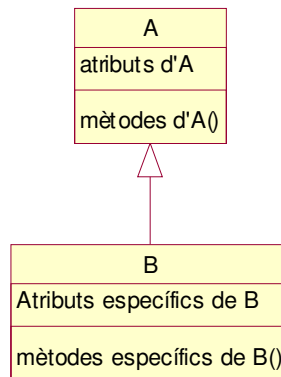 A
atributs d'A
mètodes d'A()
B
Atributs específics de B
mètodes específics de B()